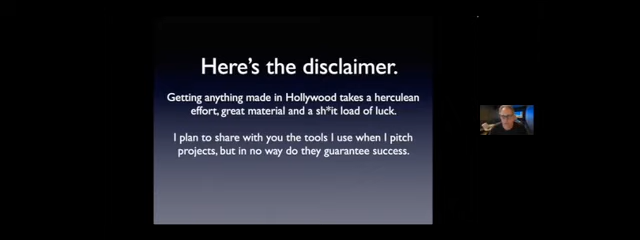 Here's the disclaimer.
Getting anything made in Hollywood takes a herculean
effort, great material and a sh*it load of luck.
I plan to share with you the tools I use when I pitch
projects, but in no way do they guarantee success.